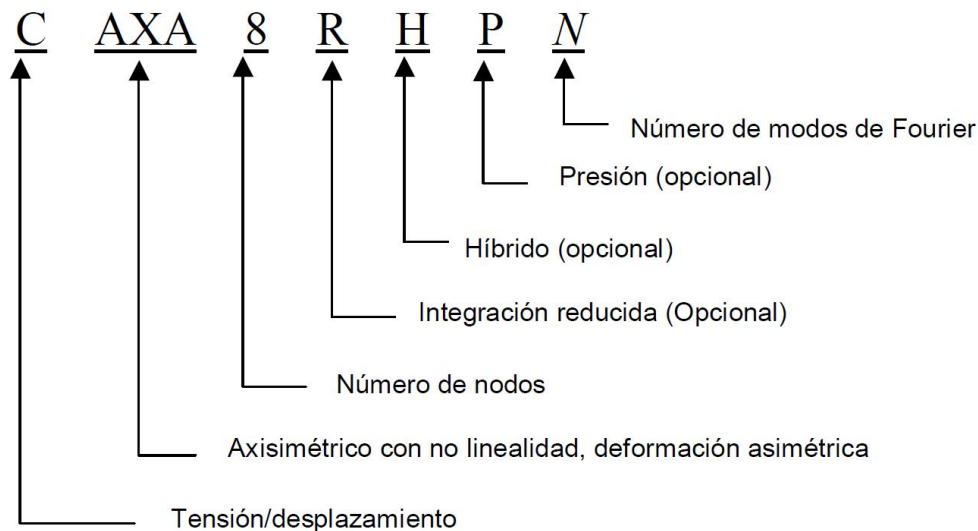 C AXA 8 R H P N
Número de modos de Fourier
Presión (opcional)
Híbrido (opcional)
Integración reducida (Opcional)
Número de nodos
Axisimétrico con no linealidad, deformación asimétrica
Tensión/desplazamiento